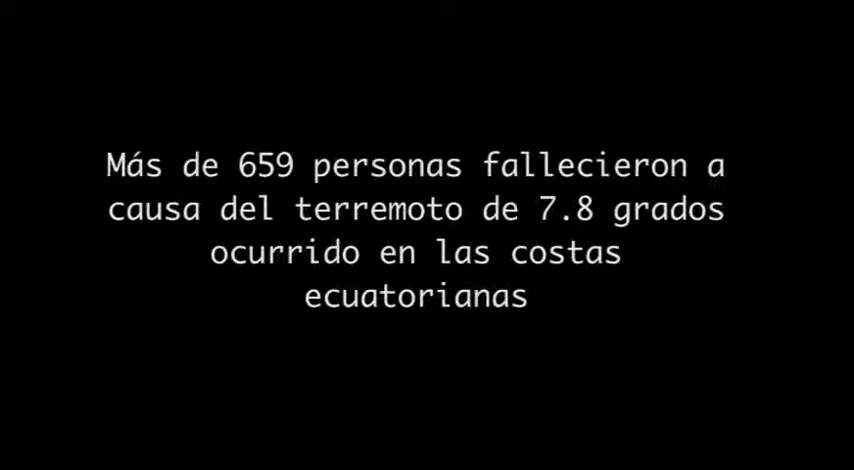 Más de 659 personas fallecieron a
causa del terremoto de 7.8 grados
ocurrido en las costas
ecuatorianas